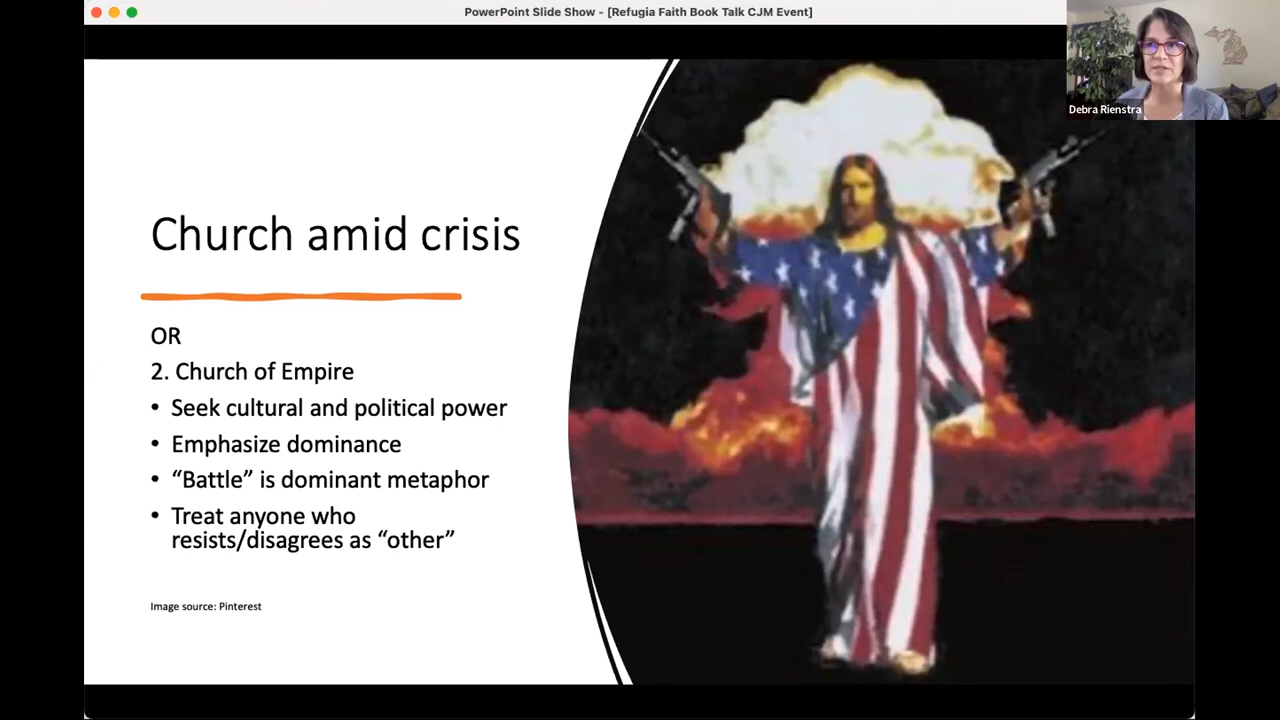 PowerPoint Slide Show - [Refugia Faith Book Talk CJM Event]
Debra Rienstra
Church amid crisis
OR
2. Church of Empire
• Seek cultural and political power
• Emphasize dominance
• “Battle” is dominant metaphor
• Treat anyone who
resists/disagrees as “other”
Image source: Pinterest